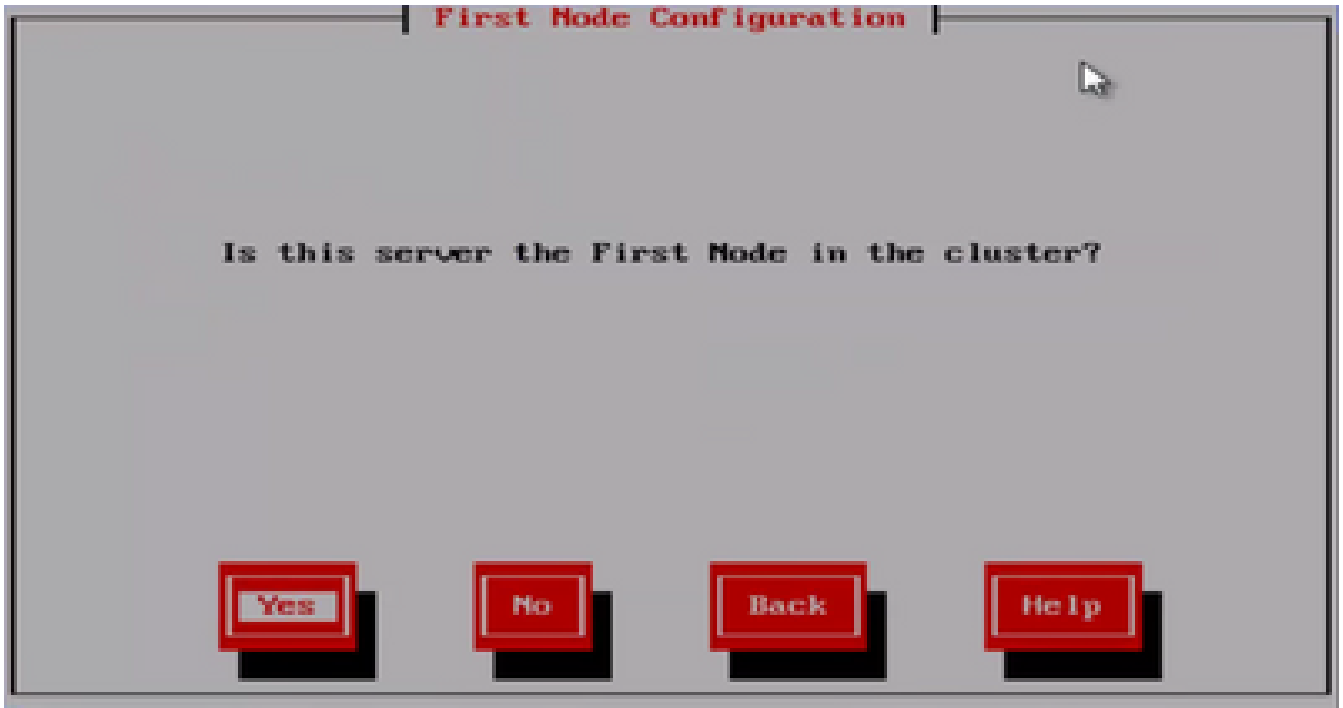 First Node Configuration
Is this server the First Node in the cluster?
Yes No Back Help